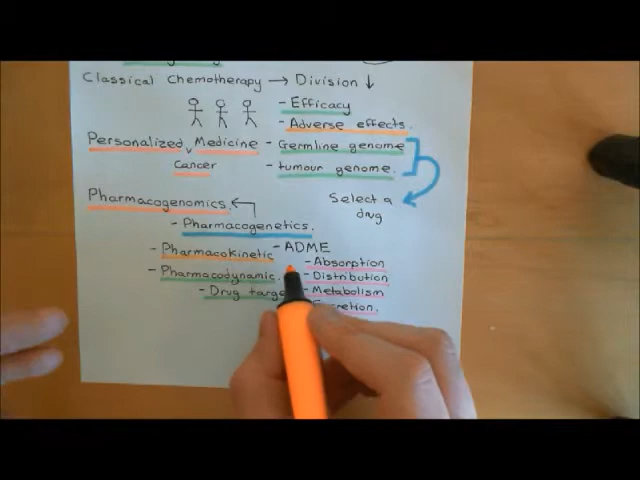 Classical Chemotherapy → Division ↓
- Efficacy
- Adverse effects.
Personalized, Medicine - Germline genome
Cancer - tumour genome.
Select a
drug
Pharmacogenomics.
- Pharmacogenetics.
- Pharmacokinetic - ADME
- Absorption
- Pharmacodynamic. - Distribution
- Drug - Metabolism